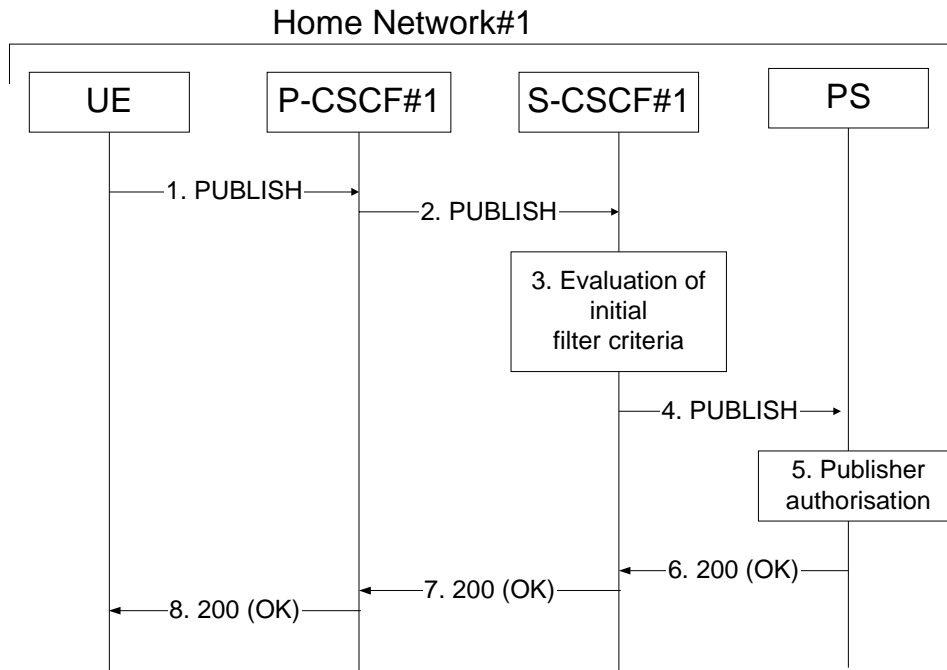 Home Network#1
UE
P-CSCF#1
S-CSCF#1
PS
1. PUBLISH
2. PUBLISH
3. Evaluation of
initial
filter criteria
4. PUBLISH
5. Publisher
authorisation
6. 200 (OK)
7. 200 (OK)
8. 200 (OK)